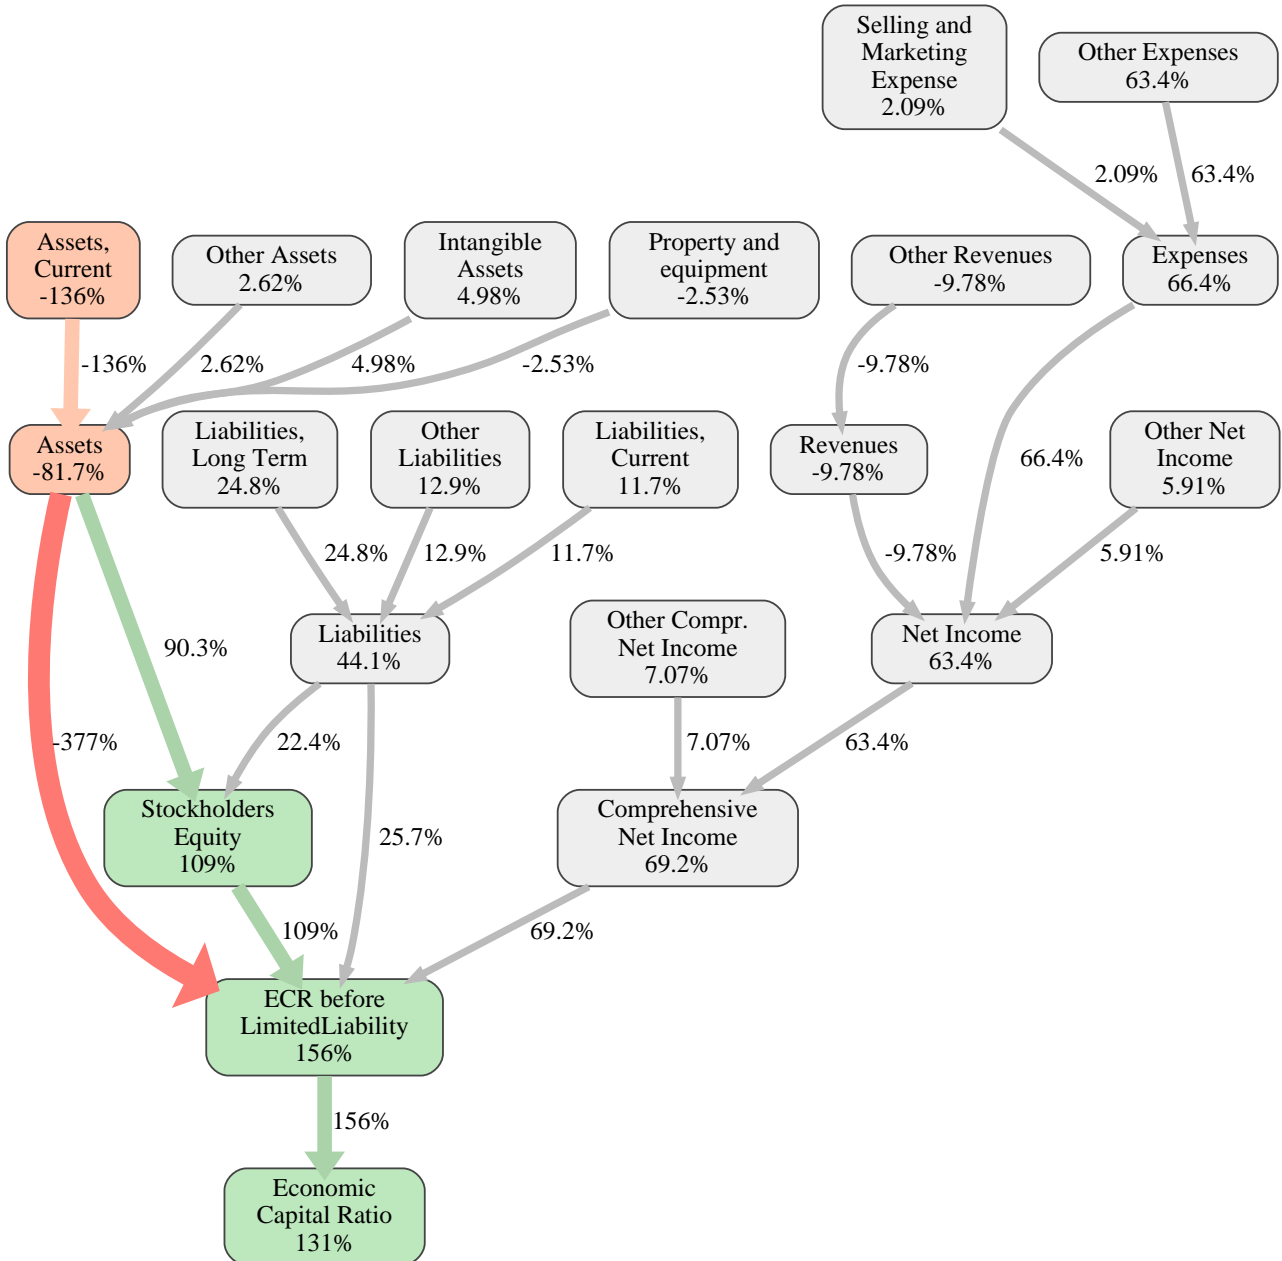 Selling and
Marketing
Expense
2.09%
Other Expenses
63.4%
2.09%
63.4%
Assets,
Current
-136%
Other Assets
2.62%
Intangible
Assets
4.98%
Property and
equipment
-2.53%
Other Revenues
-9.78%
Expenses
66.4%
-136%
2.62%
4.98%
-2.53%
-9.78%
Assets
-81.7%
Liabilities,
Long Term
24.8%
Other
Liabilities
12.9%
Liabilities,
Current
11.7%
Revenues
-9.78%
66.4%
Other Net
Income
5.91%
24.8%
12.9%
11.7%
-9.78%
5.91%
90.3%
Liabilities
44.1%
Other Compr.
Net Income
7.07%
Net Income
63.4%
-377%
22.4%
7.07%
63.4%
Stockholders
Equity
109%
25.7%
Comprehensive
Net Income
69.2%
109%
69.2%
ECR before
LimitedLiability
156%
156%
Economic
Capital Ratio
131%